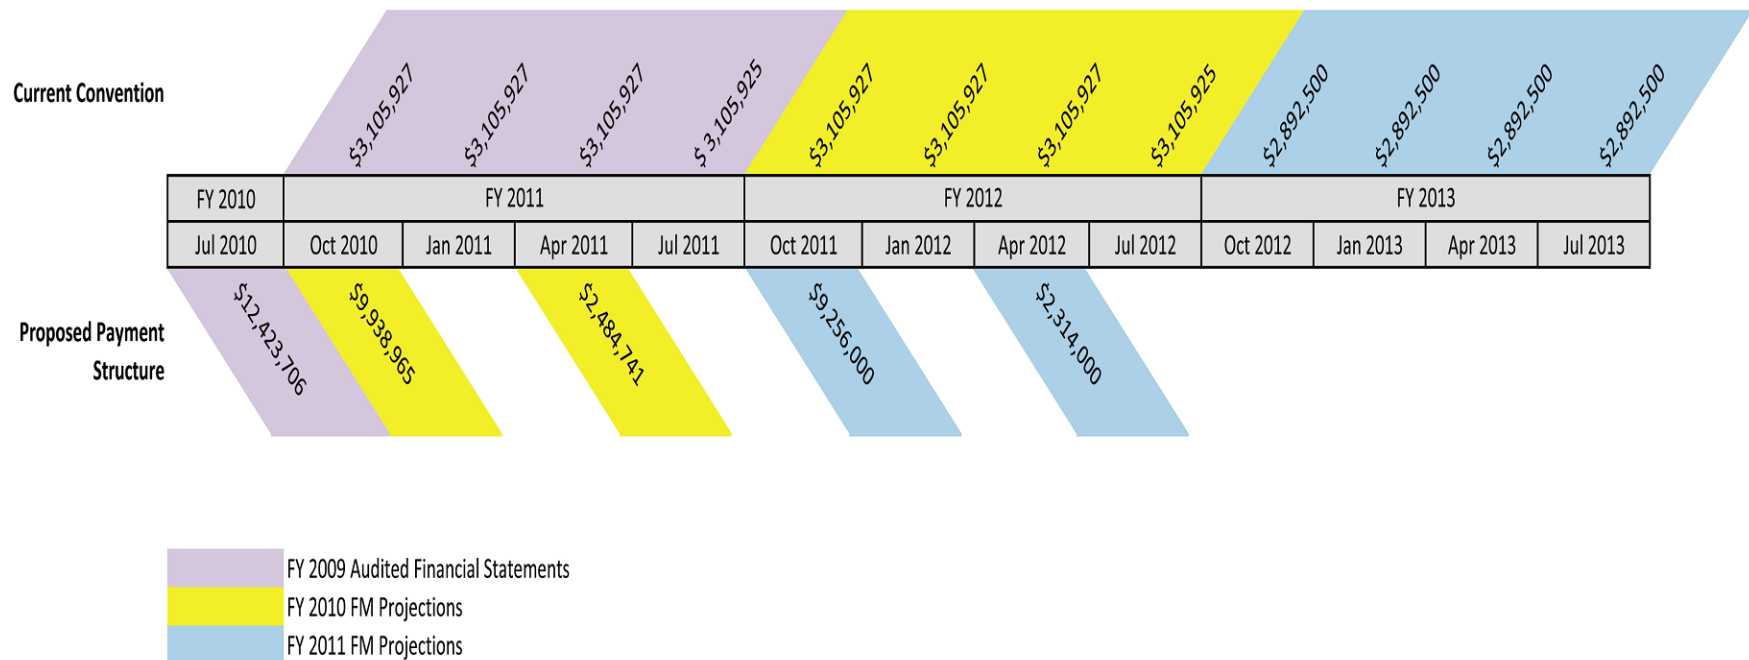 Current Convention
$3,105,927
$3,105,927
$3,105,927
$ 3,105,925
$3,105,927
$3,105,927
$3,105,927
$3,105,925
$2,892,500
$2,892,500
$2,892,500
$2,892,500
FY 2010 FY 2011 FY 2012 FY 2013
Jul 2010 Oct 2010 Jan 2011 Apr 2011 Jul 2011 Oct 2011 Jan 2012 Apr 2012 Jul 2012 Oct 2012 Jan 2013 Apr 2013 Jul 2013
Proposed Payment
Structure
$12,423,706
$9,938,965
$2,484,741
$9,256,000
$2,314,000
FY 2009 Audited Financial Statements
FY 2010 FM Projections
FY 2011 FM Projections